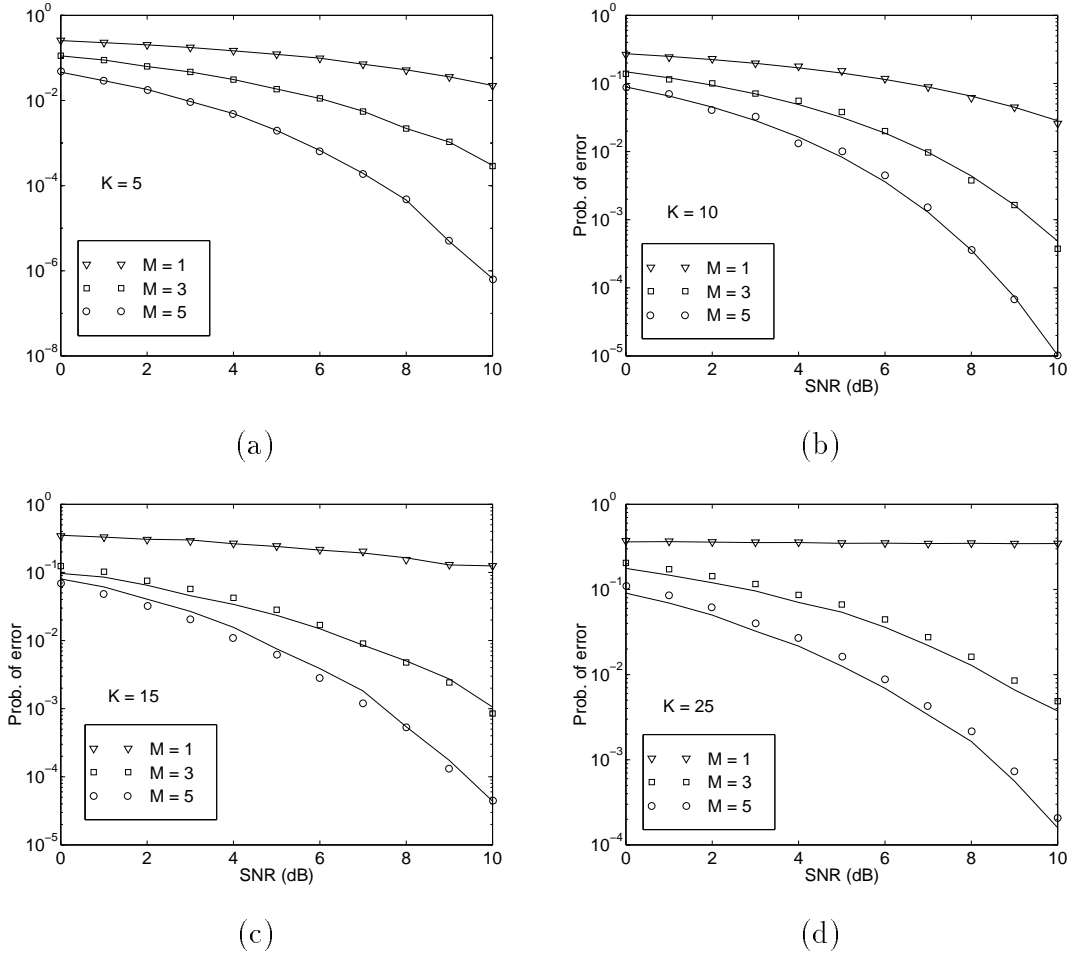 10^0
10^-2
10^-4
10^-6
10^-8
K = 5
M = 1
M = 3
M = 5
0 2 4 6 8 10
(a)
10^0
10^-1
10^-2
10^-3
10^-4
10^-5
Prob. of error
K = 10
M = 1
M = 3
M = 5
0 2 4 6 8 10
SNR (dB)
(b)
10^0
10^-1
10^-2
10^-3
10^-4
10^-5
Prob. of error
K = 15
M = 1
M = 3
M = 5
0 2 4 6 8 10
SNR (dB)
(c)
10^0
10^-1
10^-2
10^-3
10^-4
Prob. of error
K = 25
M = 1
M = 3
M = 5
0 2 4 6 8 10
SNR (dB)
(d)